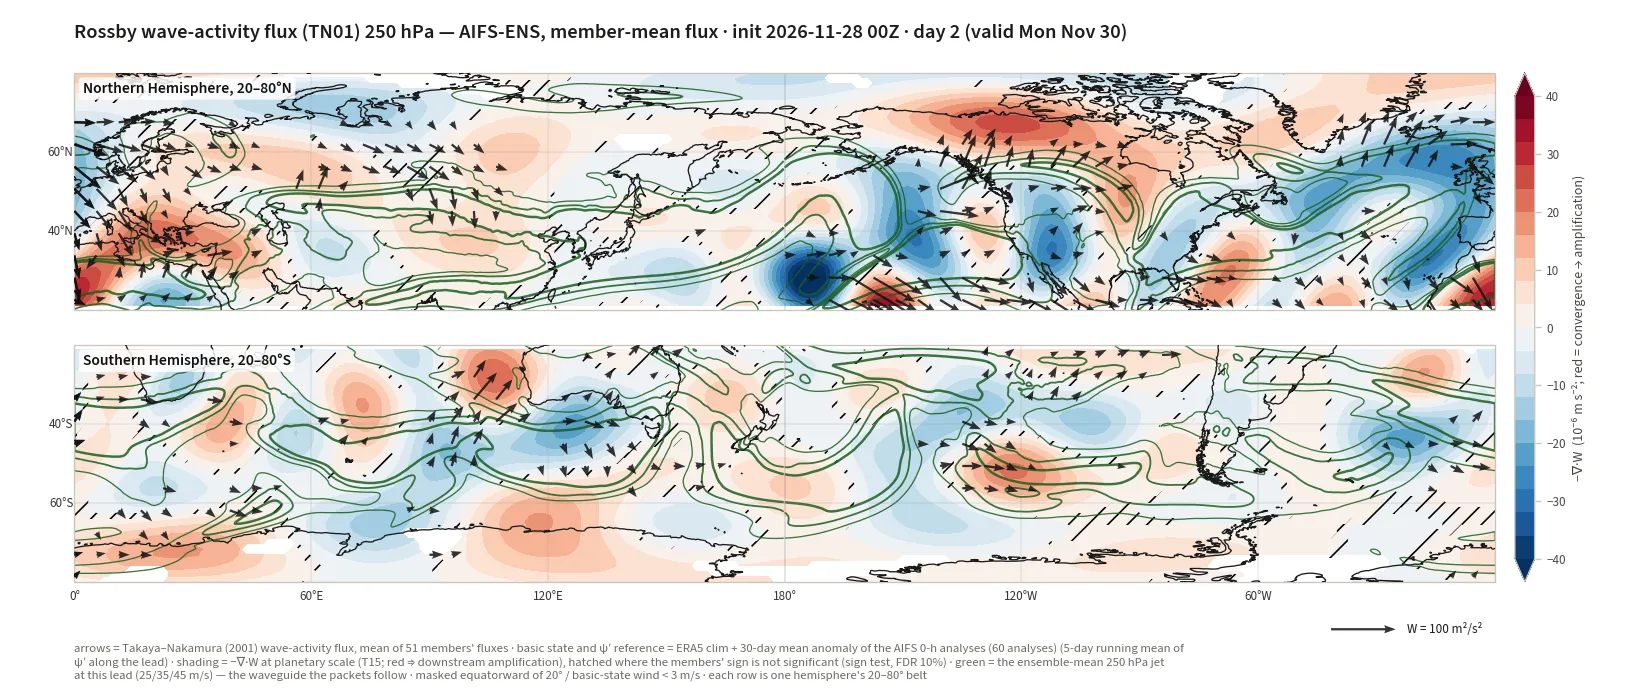 Rossby wave-activity flux (TN01) 250 hPa — AIFS-ENS, member-mean flux · init 2026-11-28 00Z · day 2 (valid Mon Nov 30)
Northern Hemisphere, 20–80°N
60°N
40°N
Southern Hemisphere, 20–80°S
40°S
60°S
0°
60°E
120°E
180°
120°W
60°W
40
30
20
10
0
−10
−20
−30
−40
−∇·W (10⁻⁶ m s⁻²; red = convergence → amplification)
W = 100 m²/s²
arrows = Takaya–Nakamura (2001) wave-activity flux, mean of 51 members' fluxes · basic state and ψ' reference = ERA5 clim + 30-day mean anomaly of the AIFS 0-h analyses (60 analyses) (5-day running mean of
ψ' along the lead) · shading = −∇·W at planetary scale (T15; red ⇒ downstream amplification), hatched where the members' sign is not significant (sign test, FDR 10%) · green = the ensemble-mean 250 hPa jet
at this lead (25/35/45 m/s) — the waveguide the packets follow · masked equatorward of 20° / basic-state wind < 3 m/s · each row is one hemisphere's 20–80° belt